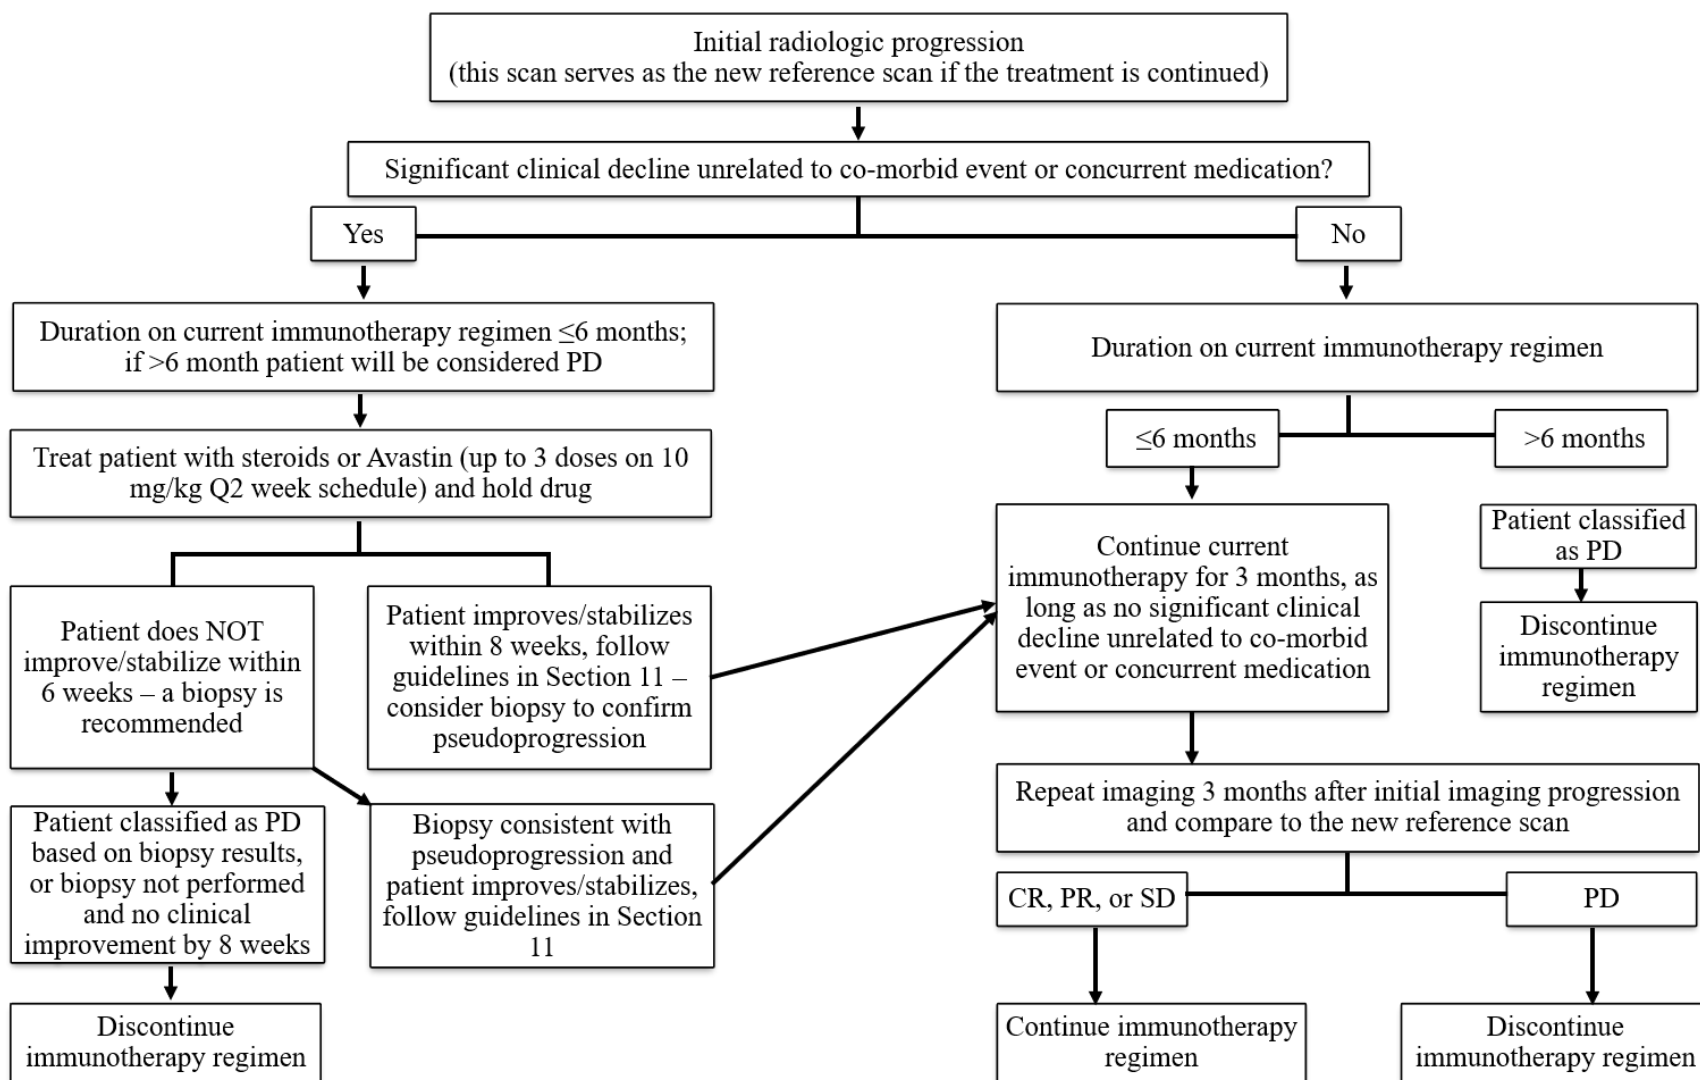 Initial radiologic progression
(this scan serves as the new reference scan if the treatment is continued)
Significant clinical decline unrelated to co-morbid event or concurrent medication?
Yes
No
Duration on current immunotherapy regimen ≤6 months;
if >6 month patient will be considered PD
Duration on current immunotherapy regimen
≤6 months
>6 months
Treat patient with steroids or Avastin (up to 3 doses on 10
mg/kg Q2 week schedule) and hold drug
Patient does NOT
improve/stabilize within
6 weeks – a biopsy is
recommended
Patient improves/stabilizes
within 8 weeks, follow
guidelines in Section 11 –
consider biopsy to confirm
pseudoprogression
Continue current
immunotherapy for 3 months, as
long as no significant clinical
decline unrelated to co-morbid
event or concurrent medication
Patient classified
as PD
Discontinue
immunotherapy
regimen
Patient classified as PD
based on biopsy results,
or biopsy not performed
and no clinical
improvement by 8 weeks
Biopsy consistent with
pseudoprogression and
patient improves/stabilizes,
follow guidelines in Section
11
Repeat imaging 3 months after initial imaging progression
and compare to the new reference scan
CR, PR, or SD
PD
Discontinue
immunotherapy regimen
Continue immunotherapy
regimen
Discontinue
immunotherapy regimen